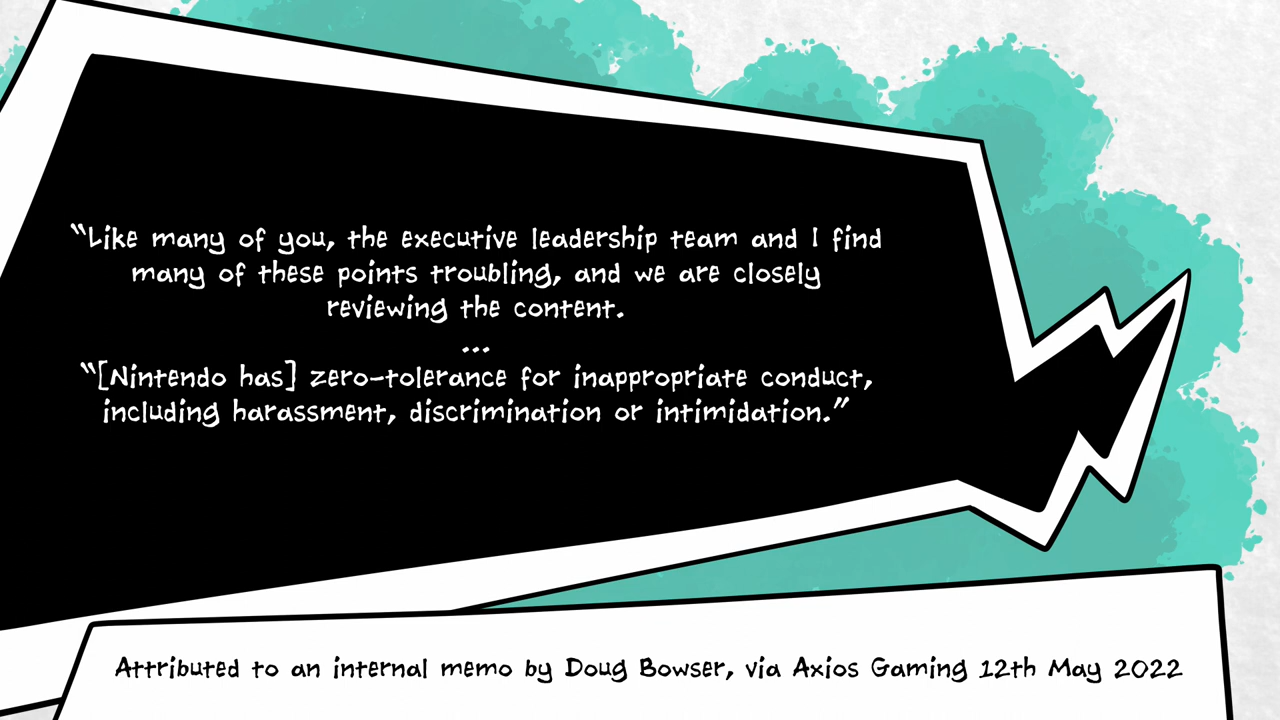 “Like many of you, the executive leadership team and I find
many of these points troubling, and we are closely
reviewing the content.
...
“[Nintendo has] zero-tolerance for inappropriate conduct,
including harassment, discrimination or intimidation.”
Attributed to an internal memo by Doug Bowser, via Axios Gaming 12th May 2022